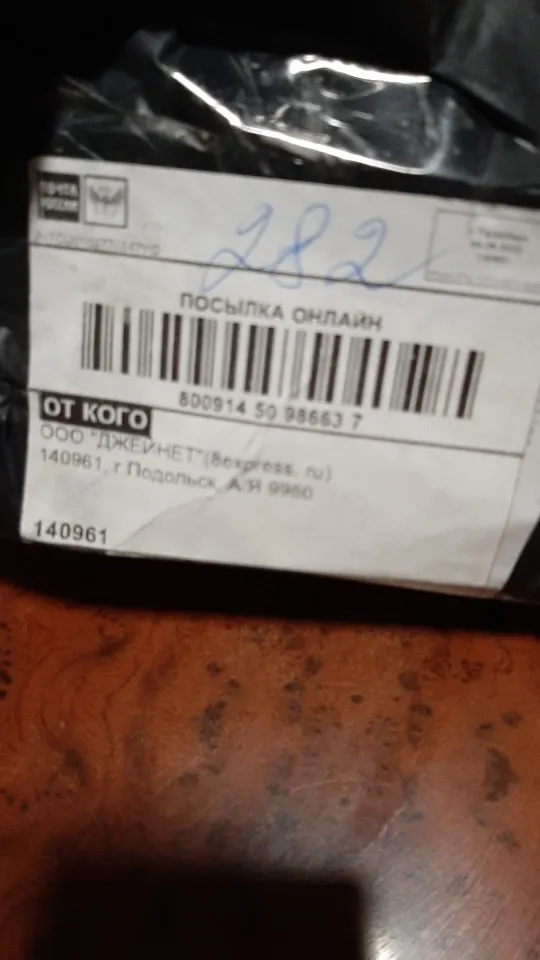 ПОЧТА
РОССИИ
282
ПОСЫЛКА ОНЛАЙН
800914 50 98663 7
ОТ КОГО
ООО "ДЖЕЙНЕТ"(8express. ru)
140961, г Подольск, А/Я 9960
140961